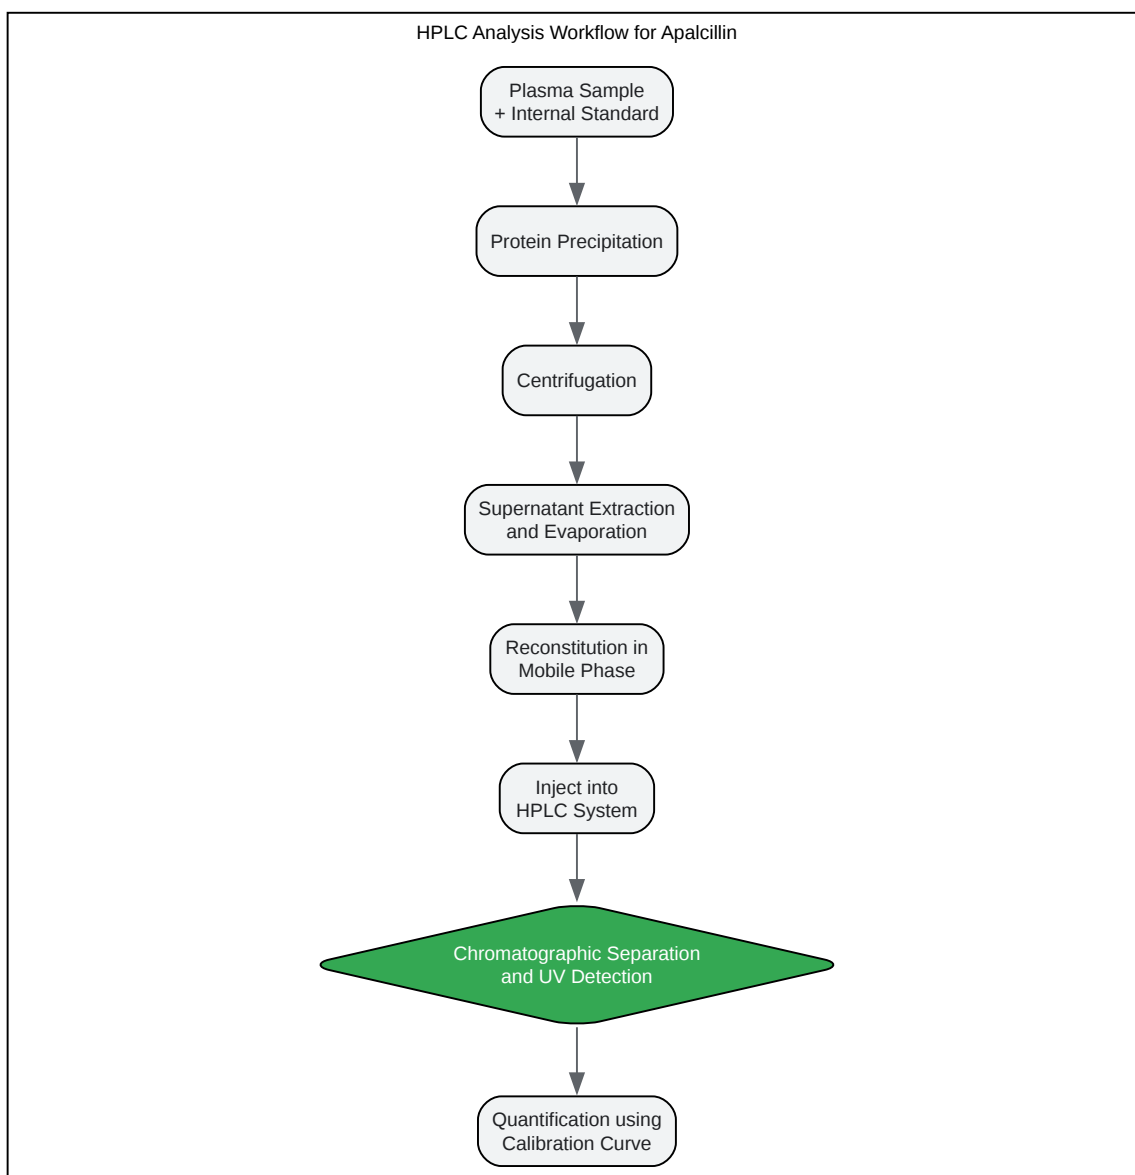 HPLC Analysis Workflow for Apalcillin
Plasma Sample
+ Internal Standard
Protein Precipitation
Centrifugation
Supernatant Extraction
and Evaporation
Reconstitution in
Mobile Phase
Inject into
HPLC System
Chromatographic Separation
and UV Detection
Quantification using
Calibration Curve